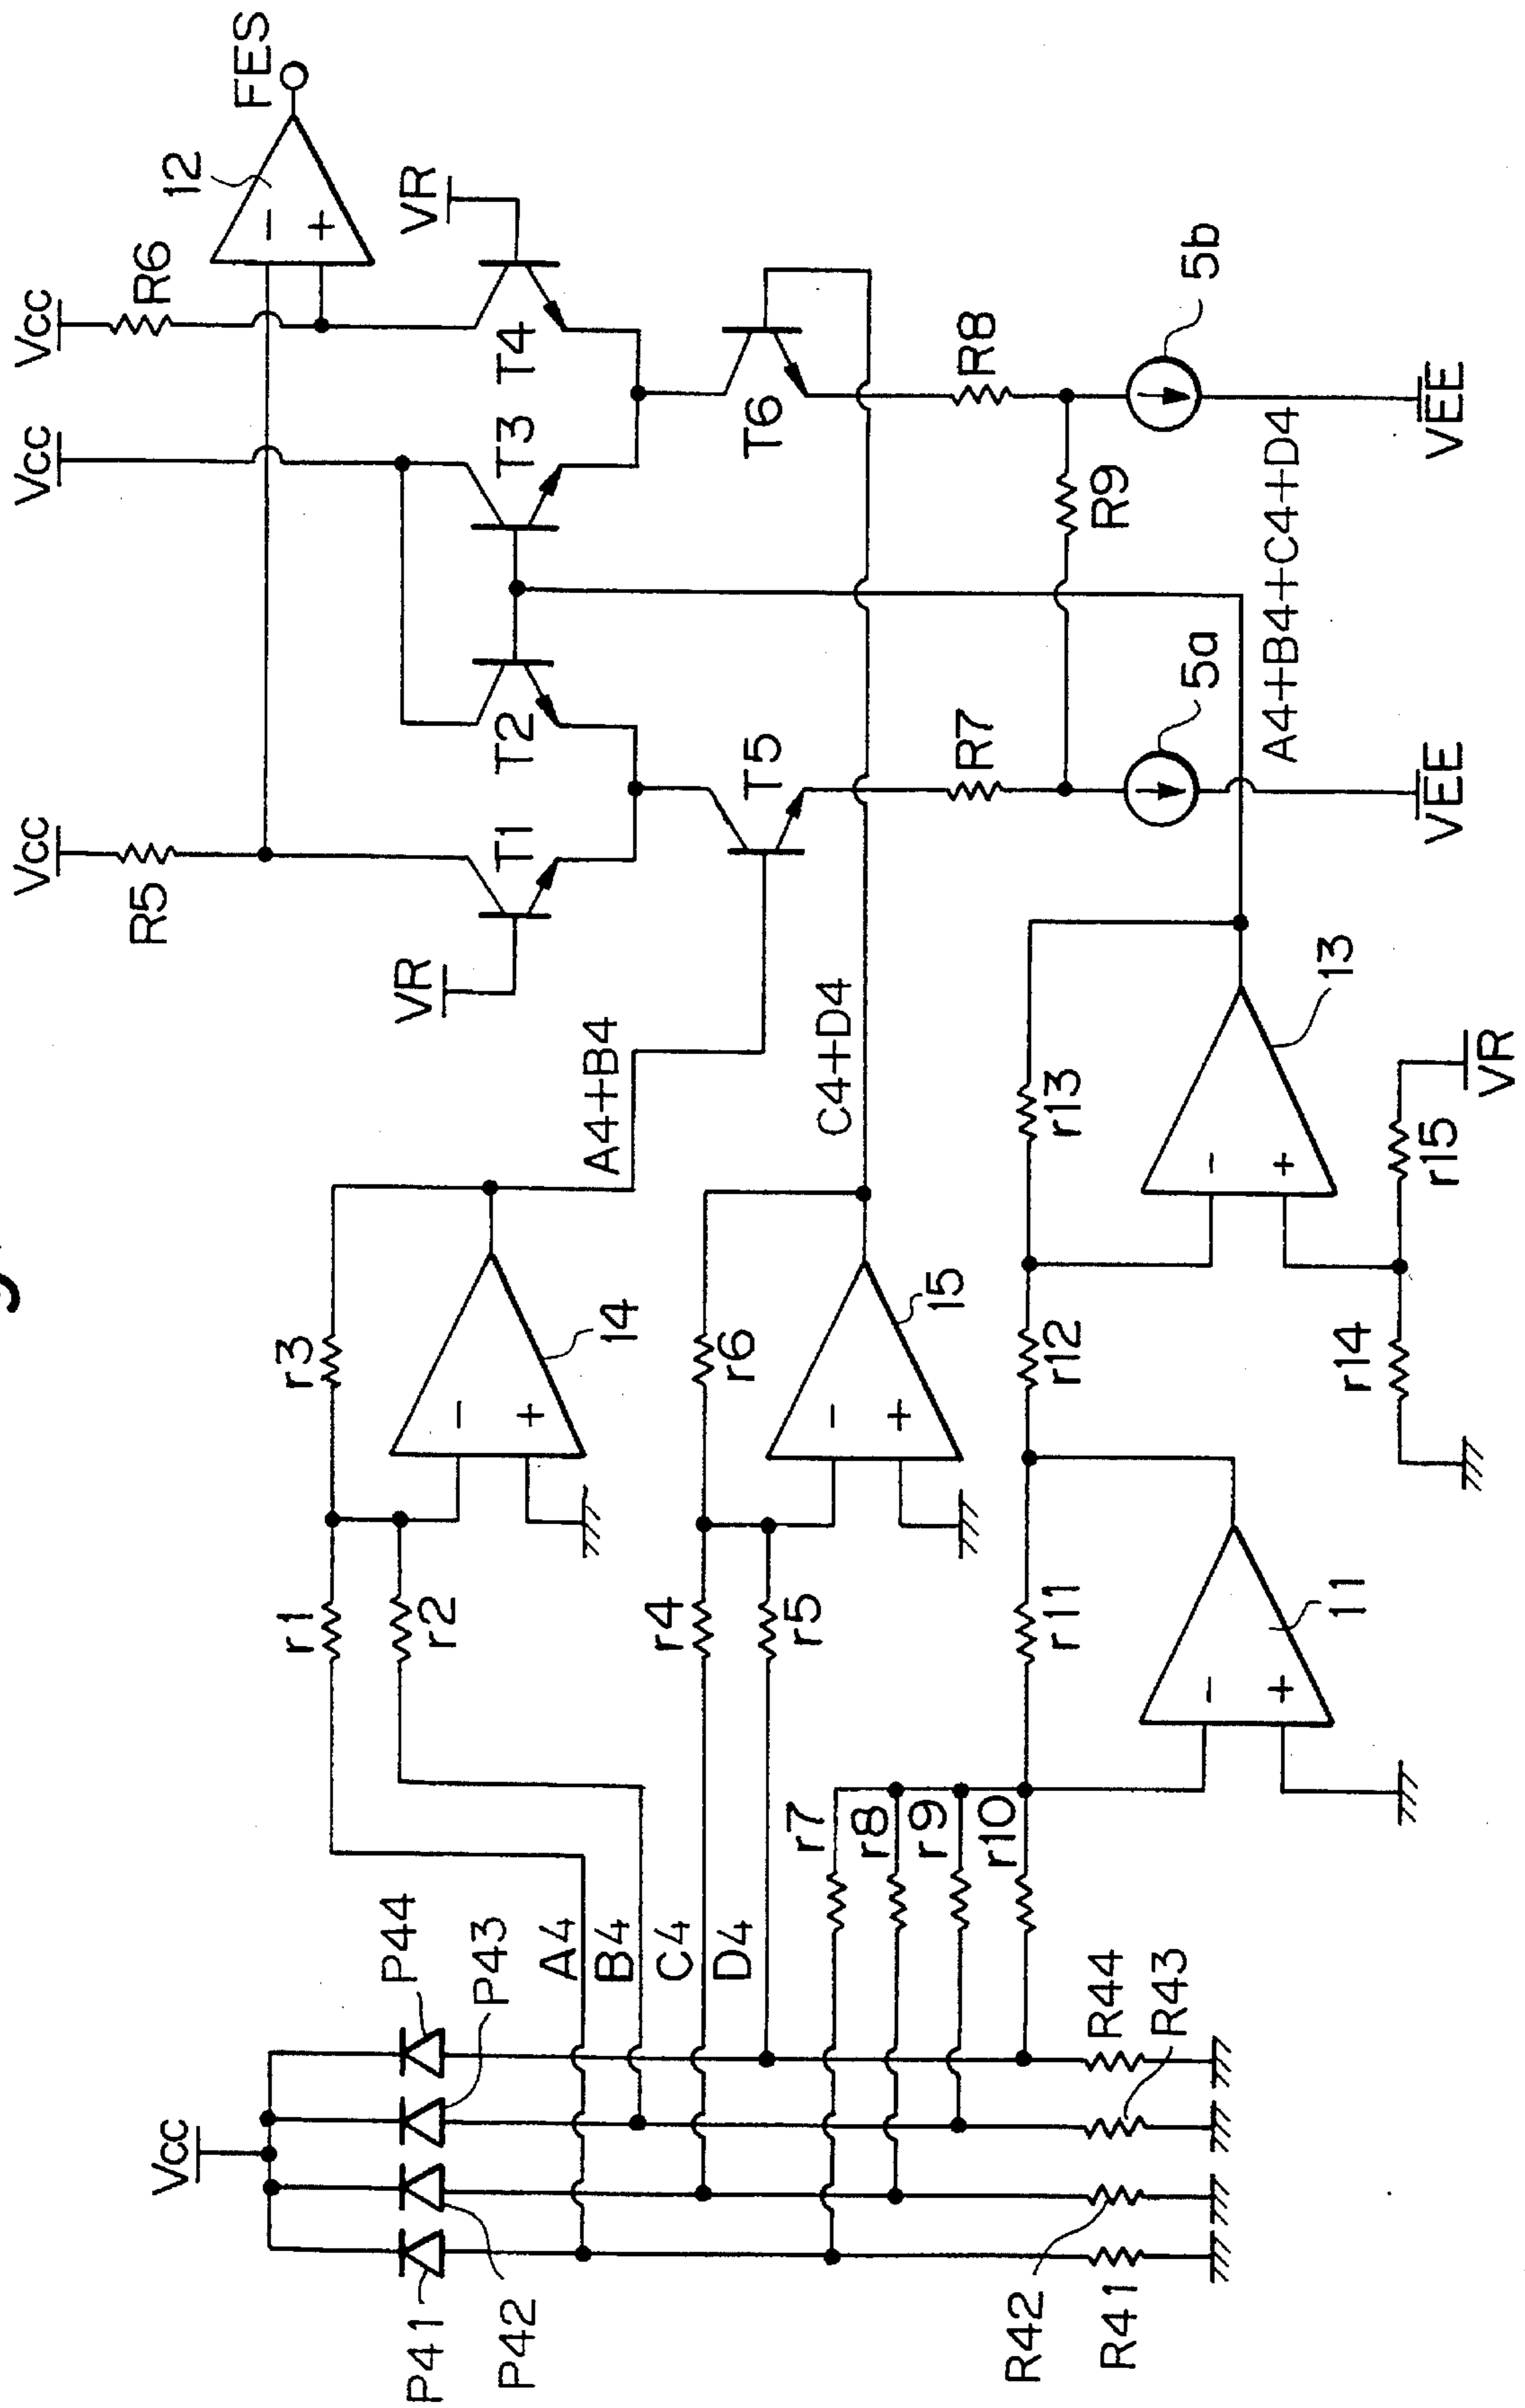 Vcc
R5
Vcc
Vcc
R6
12
−
+
FES
VR
T1
T2
T3
T4
VR
A4+B4
T5
T6
C4+D4
R7
R8
R9
5a
5b
VEE
VEE
A4+B4+C4+D4
r3
r1
r2
−
+
14
r6
r4
r5
−
+
15
r13
r12
r11
−
+
13
r14
r15
VR
−
+
11
r7
r8
r9
r10
Vcc
P44
P43
P41
P42
A4
B4
C4
D4
R44
R43
R42
R41